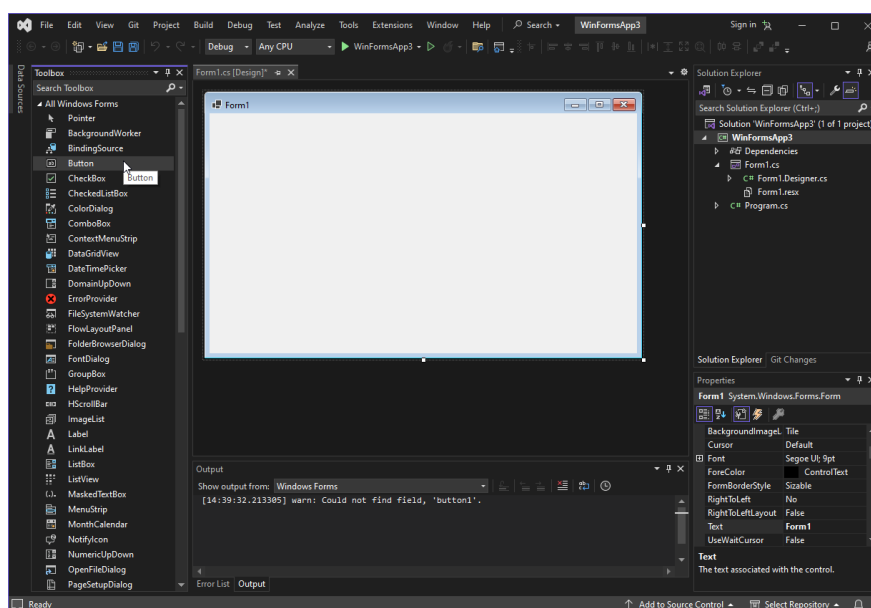 File Edit View Git Project Build Debug Test Analyze Tools Extensions Window Help Search WinFormsApp3 Sign in
Debug Any CPU WinFormsApp3
Data Sources
Toolbox
Search Toolbox
All Windows Forms
Pointer
BackgroundWorker
BindingSource
Button
CheckBox
Button
CheckedListBox
ColorDialog
ComboBox
ContextMenuStrip
DataGridView
DateTimePicker
DomainUpDown
ErrorProvider
FileSystemWatcher
FlowLayoutPanel
FolderBrowserDialog
FontDialog
GroupBox
HelpProvider
HScrollBar
ImageList
Label
LinkLabel
ListBox
ListView
MaskedTextBox
MenuStrip
MonthCalendar
NotifyIcon
NumericUpDown
OpenFileDialog
PageSetupDialog
Form1.cs [Design]*
Form1
Output
Show output from: Windows Forms
[14:39:32.213305] warn: Could not find field, 'button1'.
Error List Output
Solution Explorer
Search Solution Explorer (Ctrl+;)
Solution 'WinFormsApp3' (1 of 1 project)
C# WinFormsApp3
Dependencies
Form1.cs
C# Form1.Designer.cs
Form1.resx
C# Program.cs
Solution Explorer Git Changes
Properties
Form1 System.Windows.Forms.Form
BackgroundImageL Tile
Cursor Default
Font Segoe UI; 9pt
ForeColor ControlText
FormBorderStyle Sizable
RightToLeft No
RightToLeftLayout False
Text Form1
UseWaitCursor False
Text
The text associated with the control.
Ready Add to Source Control Select Repository